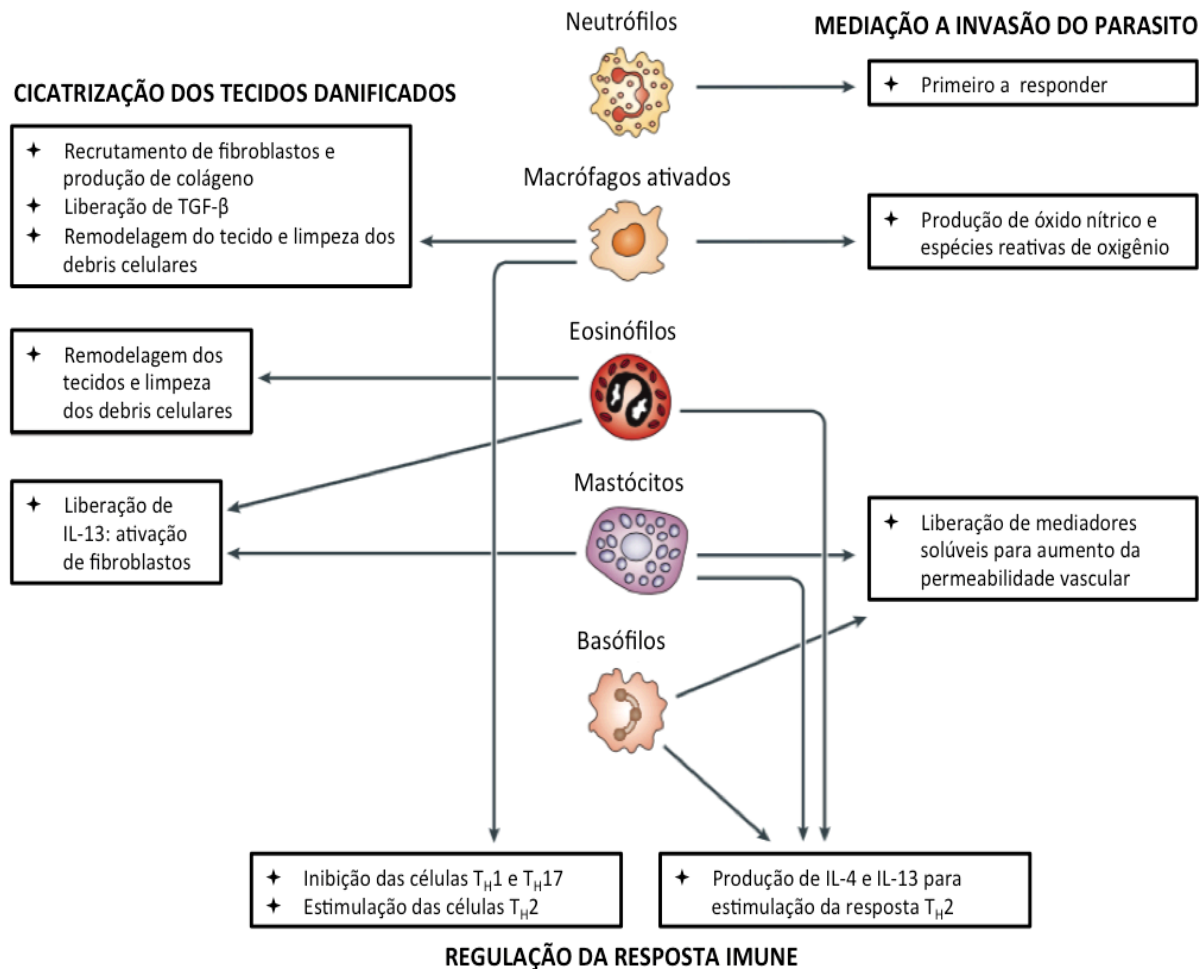 Neutrófilos
MEDIAÇÃO A INVASÃO DO PARASITO
✦ Primeiro a responder
CICATRIZAÇÃO DOS TECIDOS DANIFICADOS
✦ Recrutamento de fibroblastos e
produção de colágeno
✦ Liberação de TGF-β
✦ Remodelagem do tecido e limpeza dos
debris celulares
Macrófagos ativados
✦ Produção de óxido nítrico e
espécies reativas de oxigênio
Eosinófilos
✦ Remodelagem dos
tecidos e limpeza
dos debris celulares
Mastócitos
✦ Liberação de
IL-13: ativação
de fibroblastos
✦ Liberação de mediadores
solúveis para aumento da
permeabilidade vascular
Basófilos
✦ Inibição das células TH1 e TH17
✦ Estimulação das células TH2
✦ Produção de IL-4 e IL-13 para
estimulação da resposta TH2
REGULAÇÃO DA RESPOSTA IMUNE